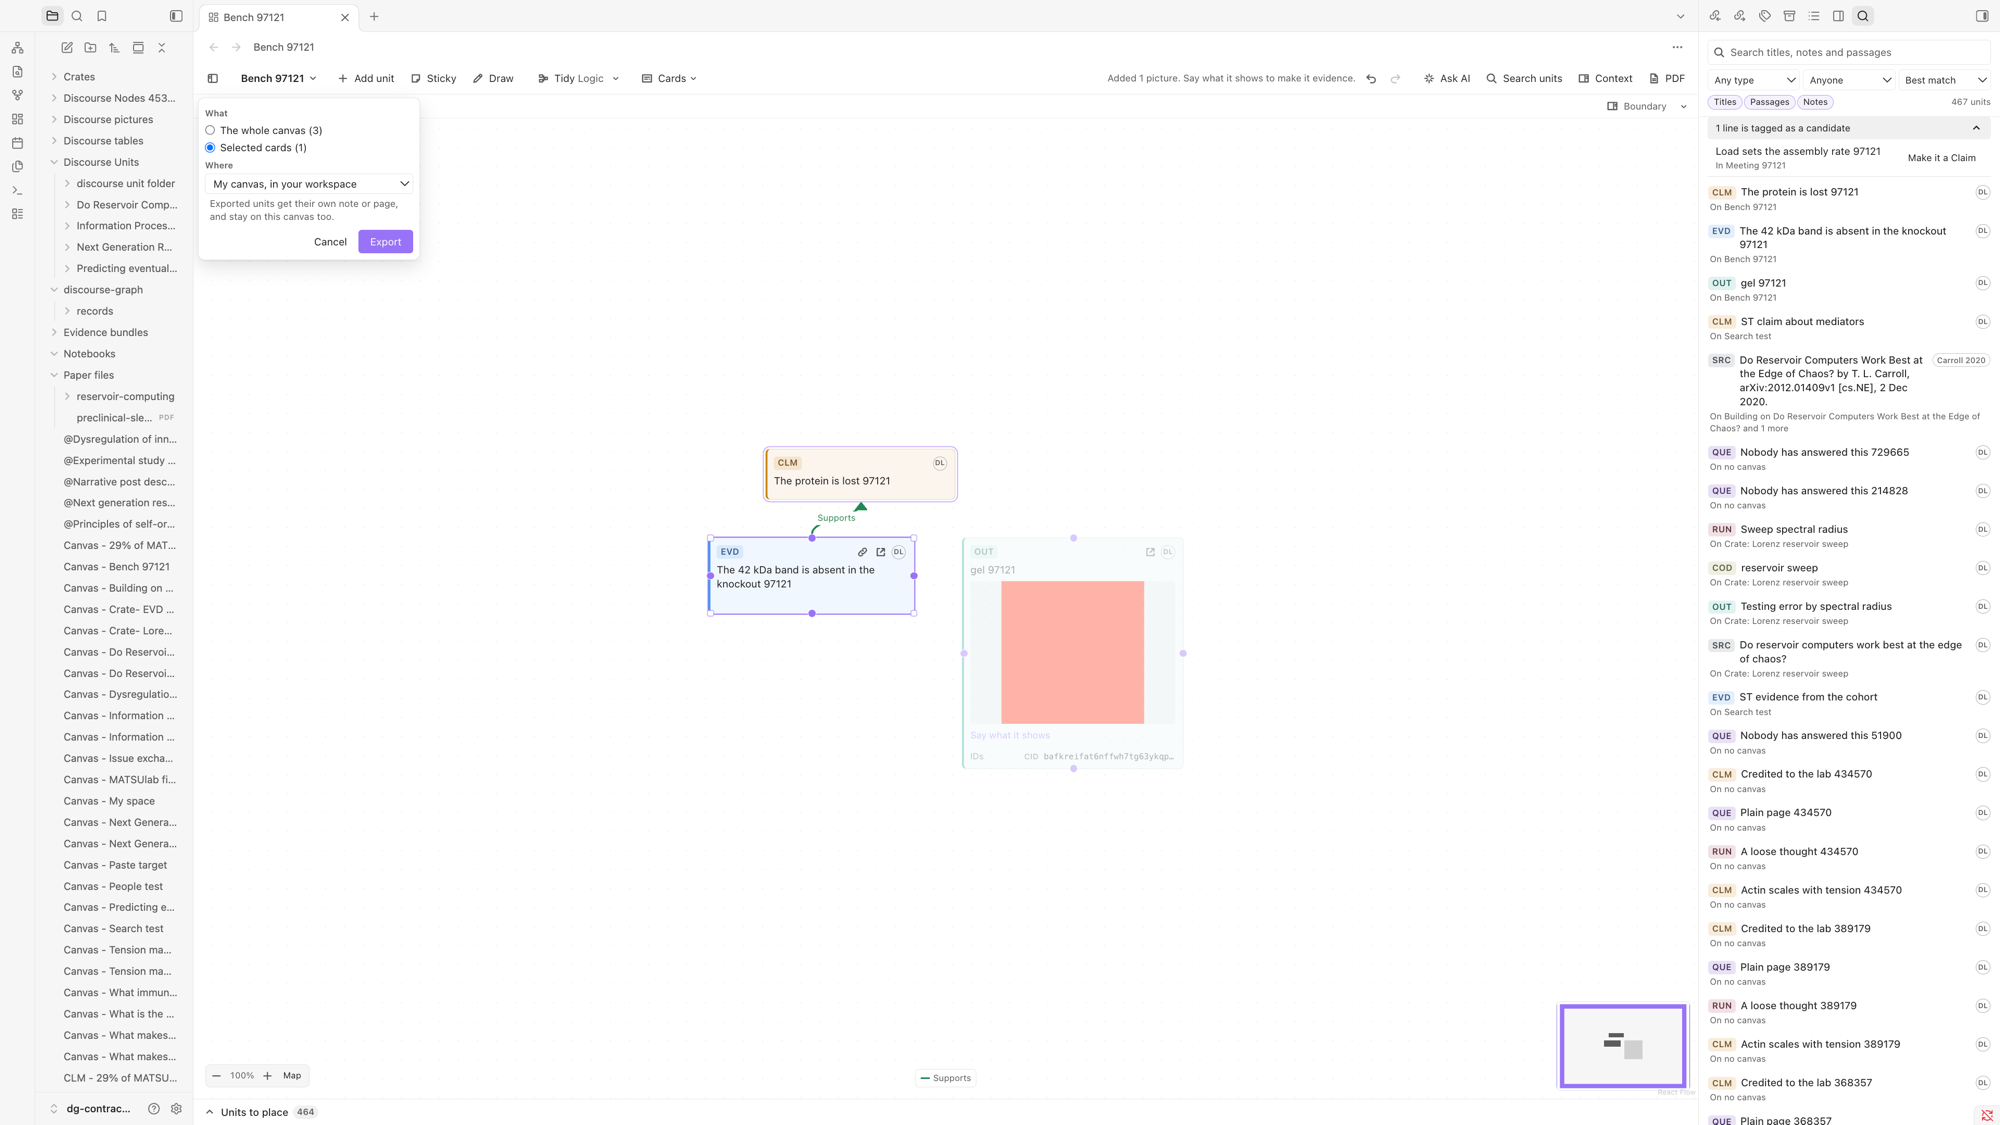 Bench 97121
Bench 97121
Bench 97121
Add unit
Sticky
Draw
Tidy Logic
Cards
Added 1 picture. Say what it shows to make it evidence.
Ask AI
Search units
Context
PDF
Boundary
Crates
Discourse Nodes 453...
Discourse pictures
Discourse tables
Discourse Units
discourse unit folder
Do Reservoir Comp...
Information Proces...
Next Generation R...
Predicting eventual...
discourse-graph
records
Evidence bundles
Notebooks
Paper files
reservoir-computing
preclinical-sle... PDF
@Dysregulation of inn...
@Experimental study ...
@Narrative post desc...
@Next generation res...
@Principles of self-or...
Canvas - 29% of MAT...
Canvas - Bench 97121
Canvas - Building on ...
Canvas - Crate- EVD ...
Canvas - Crate- Lore...
Canvas - Do Reservoi...
Canvas - Do Reservoi...
Canvas - Dysregulatio...
Canvas - Information ...
Canvas - Information ...
Canvas - Issue excha...
Canvas - MATSUlab fi...
Canvas - My space
Canvas - Next Genera...
Canvas - Next Genera...
Canvas - Paste target
Canvas - People test
Canvas - Predicting e...
Canvas - Search test
Canvas - Tension ma...
Canvas - Tension ma...
Canvas - What immun...
Canvas - What is the ...
Canvas - What makes...
Canvas - What makes...
CLM - 29% of MATSU...
dg-contrac...
What
The whole canvas (3)
Selected cards (1)
Where
My canvas, in your workspace
Exported units get their own note or page,
and stay on this canvas too.
Cancel
Export
CLM DL
The protein is lost 97121
Supports
EVD DL
The 42 kDa band is absent in the
knockout 97121
OUT DL
gel 97121
Say what it shows
IDs CID bafkreifat6nffwh7tg63ykqp...
100%
Map
Supports
React Flow
Units to place 464
Search titles, notes and passages
Any type
Anyone
Best match
Titles Passages Notes 467 units
1 line is tagged as a candidate
Load sets the assembly rate 97121
In Meeting 97121
Make it a Claim
CLM The protein is lost 97121 DL
On Bench 97121
EVD The 42 kDa band is absent in the knockout DL
97121
On Bench 97121
OUT gel 97121 DL
On Bench 97121
CLM ST claim about mediators DL
On Search test
SRC Do Reservoir Computers Work Best at Carroll 2020
the Edge of Chaos? by T. L. Carroll,
arXiv:2012.01409v1 [cs.NE], 2 Dec
2020.
On Building on Do Reservoir Computers Work Best at the Edge of
Chaos? and 1 more
QUE Nobody has answered this 729665 DL
On no canvas
QUE Nobody has answered this 214828 DL
On no canvas
RUN Sweep spectral radius DL
On Crate: Lorenz reservoir sweep
COD reservoir sweep DL
On Crate: Lorenz reservoir sweep
OUT Testing error by spectral radius DL
On Crate: Lorenz reservoir sweep
SRC Do reservoir computers work best at the edge DL
of chaos?
On Crate: Lorenz reservoir sweep
EVD ST evidence from the cohort DL
On Search test
QUE Nobody has answered this 51900 DL
On no canvas
CLM Credited to the lab 434570 DL
On no canvas
QUE Plain page 434570 DL
On no canvas
RUN A loose thought 434570 DL
On no canvas
CLM Actin scales with tension 434570 DL
On no canvas
CLM Credited to the lab 389179 DL
On no canvas
QUE Plain page 389179 DL
On no canvas
RUN A loose thought 389179 DL
On no canvas
CLM Actin scales with tension 389179 DL
On no canvas
CLM Credited to the lab 368357 DL
On no canvas
QUE Plain page 368357 DL